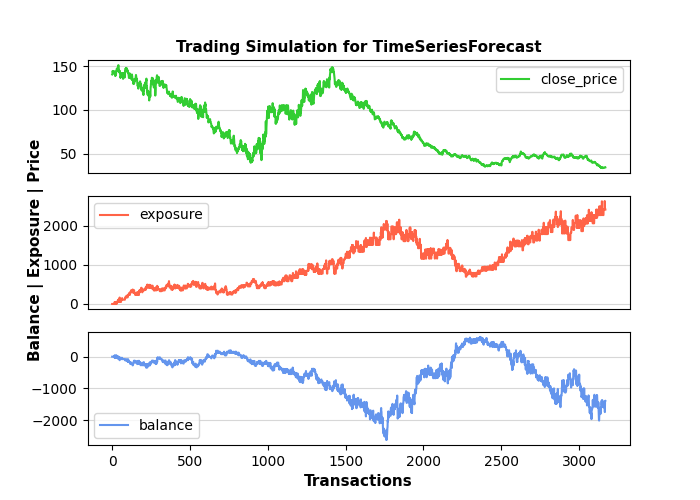 Trading Simulation for TimeSeriesForecast
150
100
50
close_price
Balance | Exposure | Price
2000
1000
0
exposure
0
−1000
−2000
balance
0 500 1000 1500 2000 2500 3000
Transactions